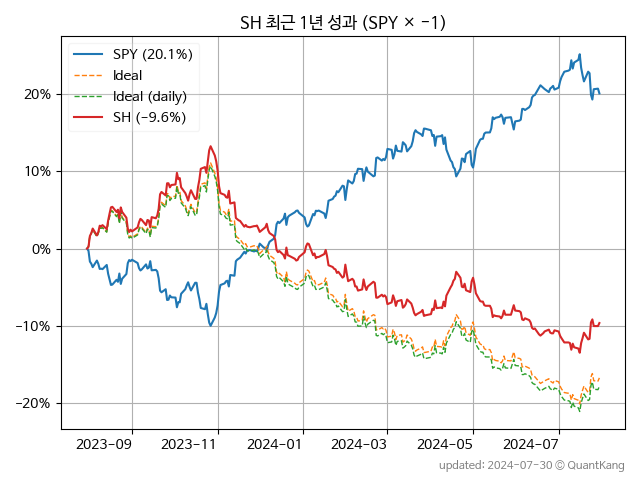 SH 최근 1년 성과 (SPY × −1)
SPY (20.1%)
Ideal
Ideal (daily)
SH (−9.6%)
20%
10%
0%
−10%
−20%
2023-09
2023-11
2024-01
2024-03
2024-05
2024-07
updated: 2024-07-30 © QuantKang